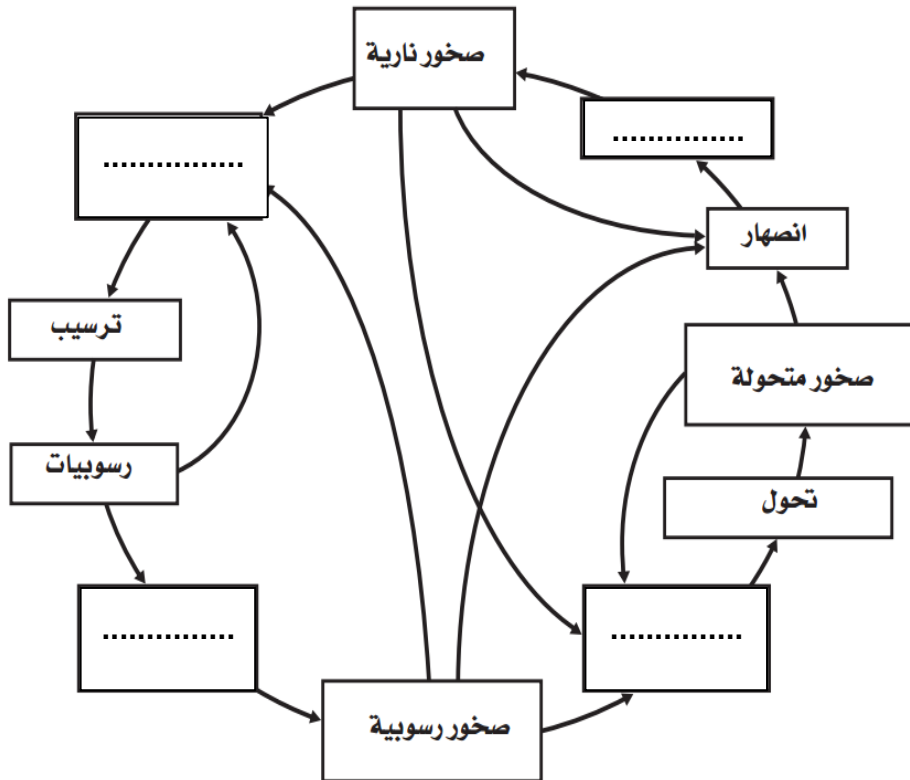 صخور نارية
...............
................
انصهار
ترسيب
صخور متحولة
رسوبيات
تحول
...............
...............
صخور رسوبية